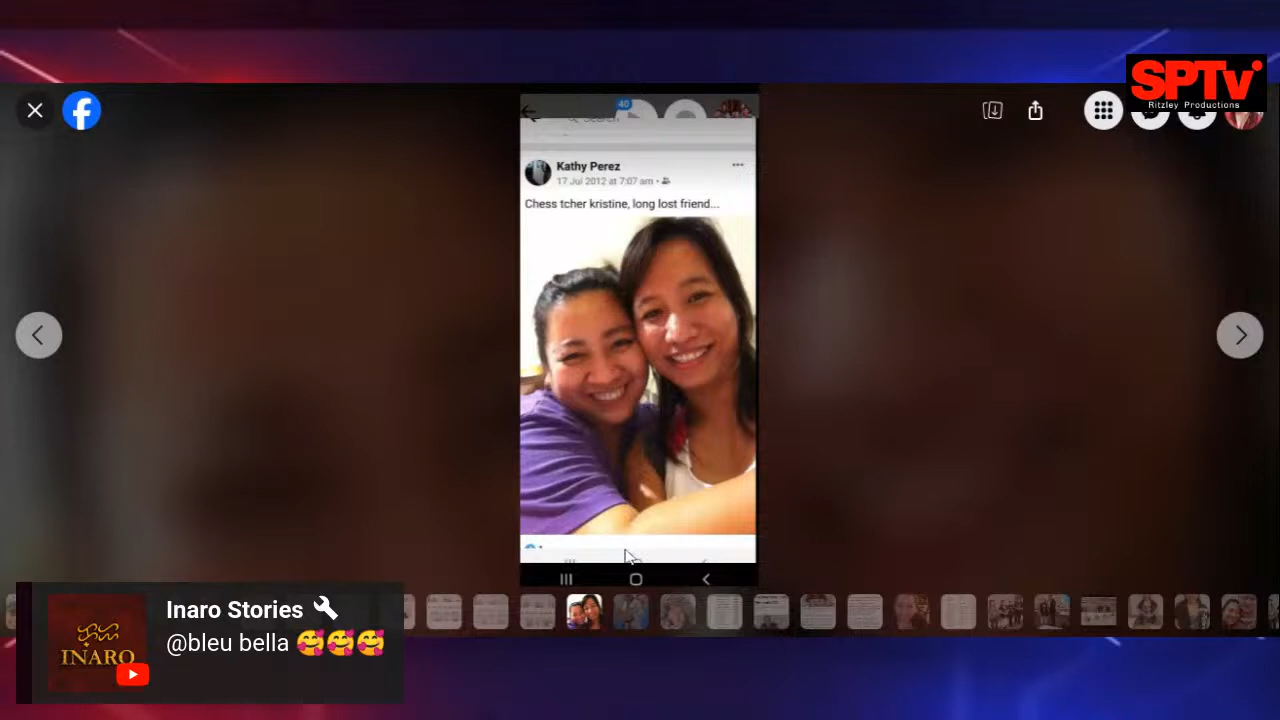 SPTv
Ritzley Productions
40
Search
Kathy Perez
17 Jul 2012 at 7:07 am
Chess tcher kristine, long lost friend...
Inaro Stories
@bleu bella 🥰🥰🥰
INARO